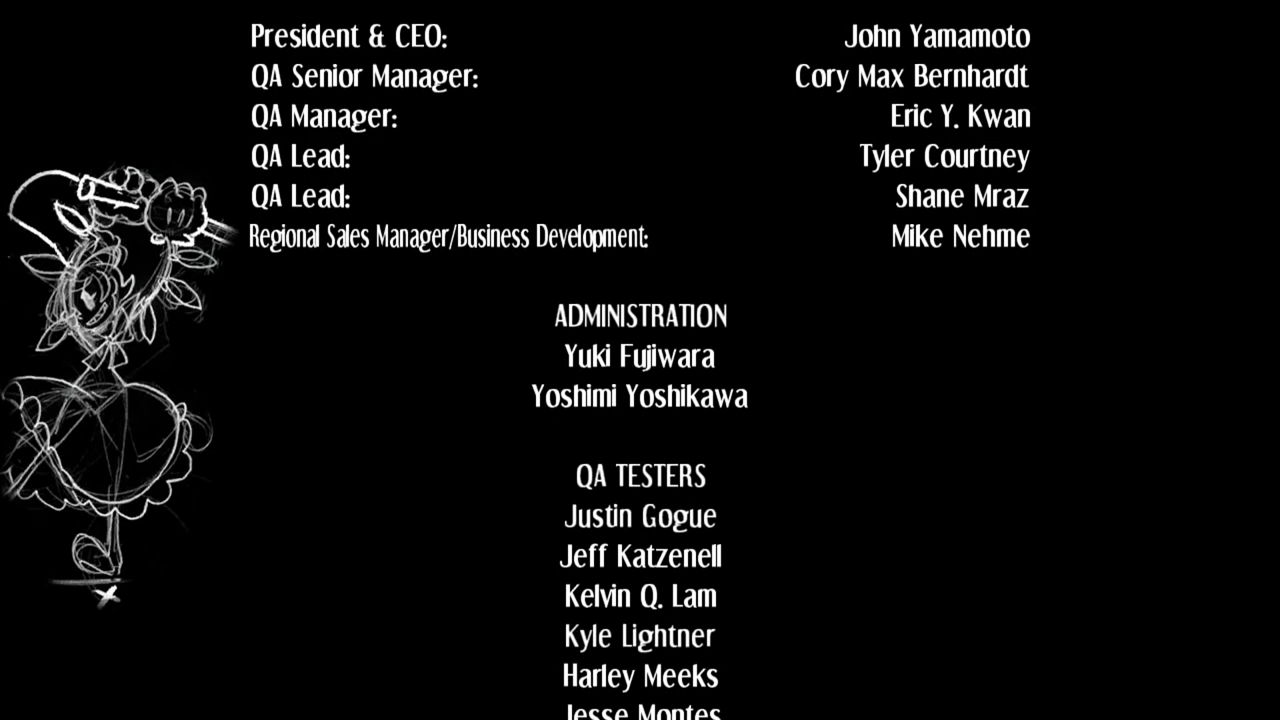 President & CEO: John Yamamoto
QA Senior Manager: Cory Max Bernhardt
QA Manager: Eric Y. Kwan
QA Lead: Tyler Courtney
QA Lead: Shane Mraz
Regional Sales Manager/Business Development: Mike Nehme
ADMINISTRATION
Yuki Fujiwara
Yoshimi Yoshikawa
QA TESTERS
Justin Gogue
Jeff Katzenell
Kelvin Q. Lam
Kyle Lightner
Harley Meeks
Jesse Montes